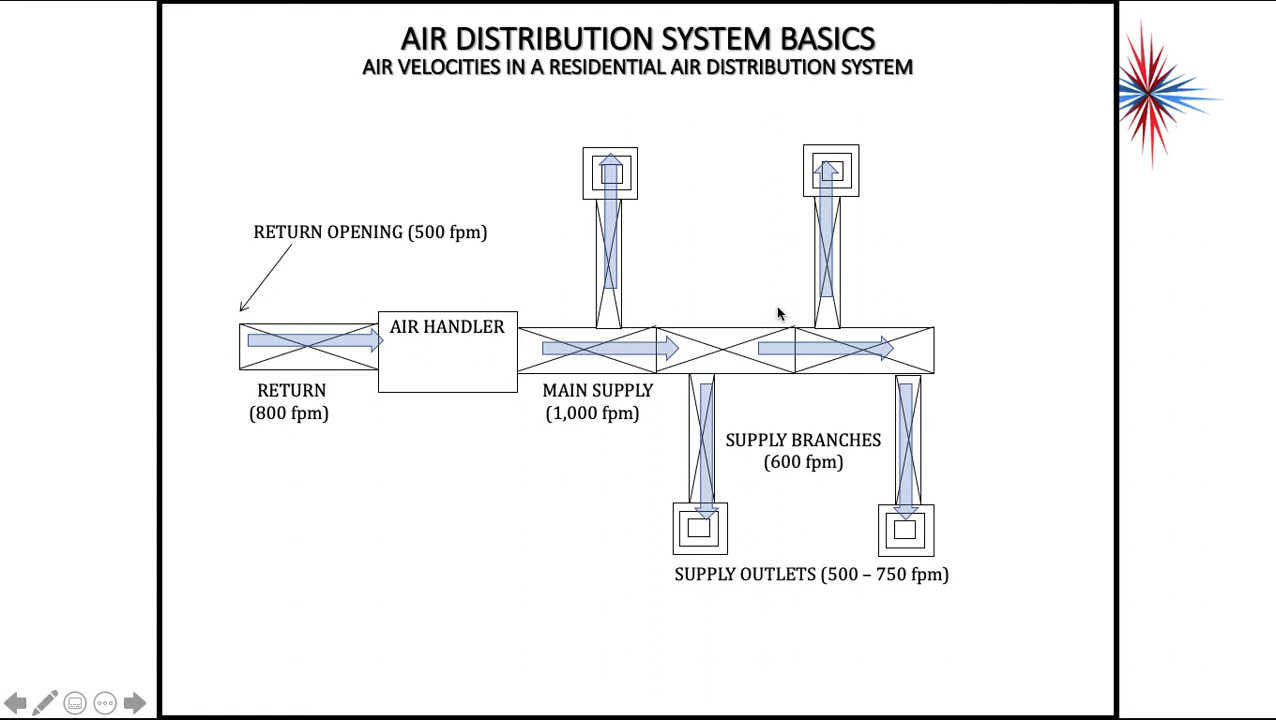 AIR DISTRIBUTION SYSTEM BASICS
AIR VELOCITIES IN A RESIDENTIAL AIR DISTRIBUTION SYSTEM
RETURN OPENING (500 fpm)
AIR HANDLER
RETURN
(800 fpm)
MAIN SUPPLY
(1,000 fpm)
SUPPLY BRANCHES
(600 fpm)
SUPPLY OUTLETS (500 – 750 fpm)